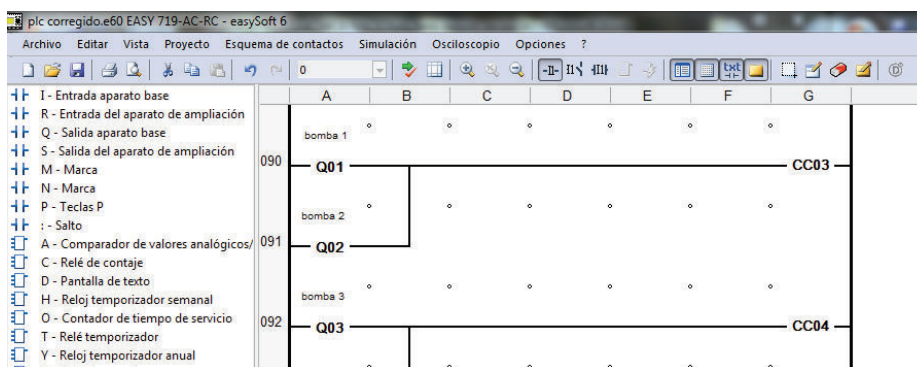 plc corregido.e60 EASY 719-AC-RC - easySoft 6
Archivo Editar Vista Proyecto Esquema de contactos Simulación Osciloscopio Opciones ?
0
I - Entrada aparato base
R - Entrada del aparato de ampliación
Q - Salida aparato base
S - Salida del aparato de ampliación
M - Marca
N - Marca
P - Teclas P
: - Salto
A - Comparador de valores analógicos/
C - Relé de contaje
D - Pantalla de texto
H - Reloj temporizador semanal
O - Contador de tiempo de servicio
T - Relé temporizador
Y - Reloj temporizador anual
A B C D E F G
bomba 1
090 Q01 CC03
bomba 2
091 Q02
bomba 3
092 Q03 CC04